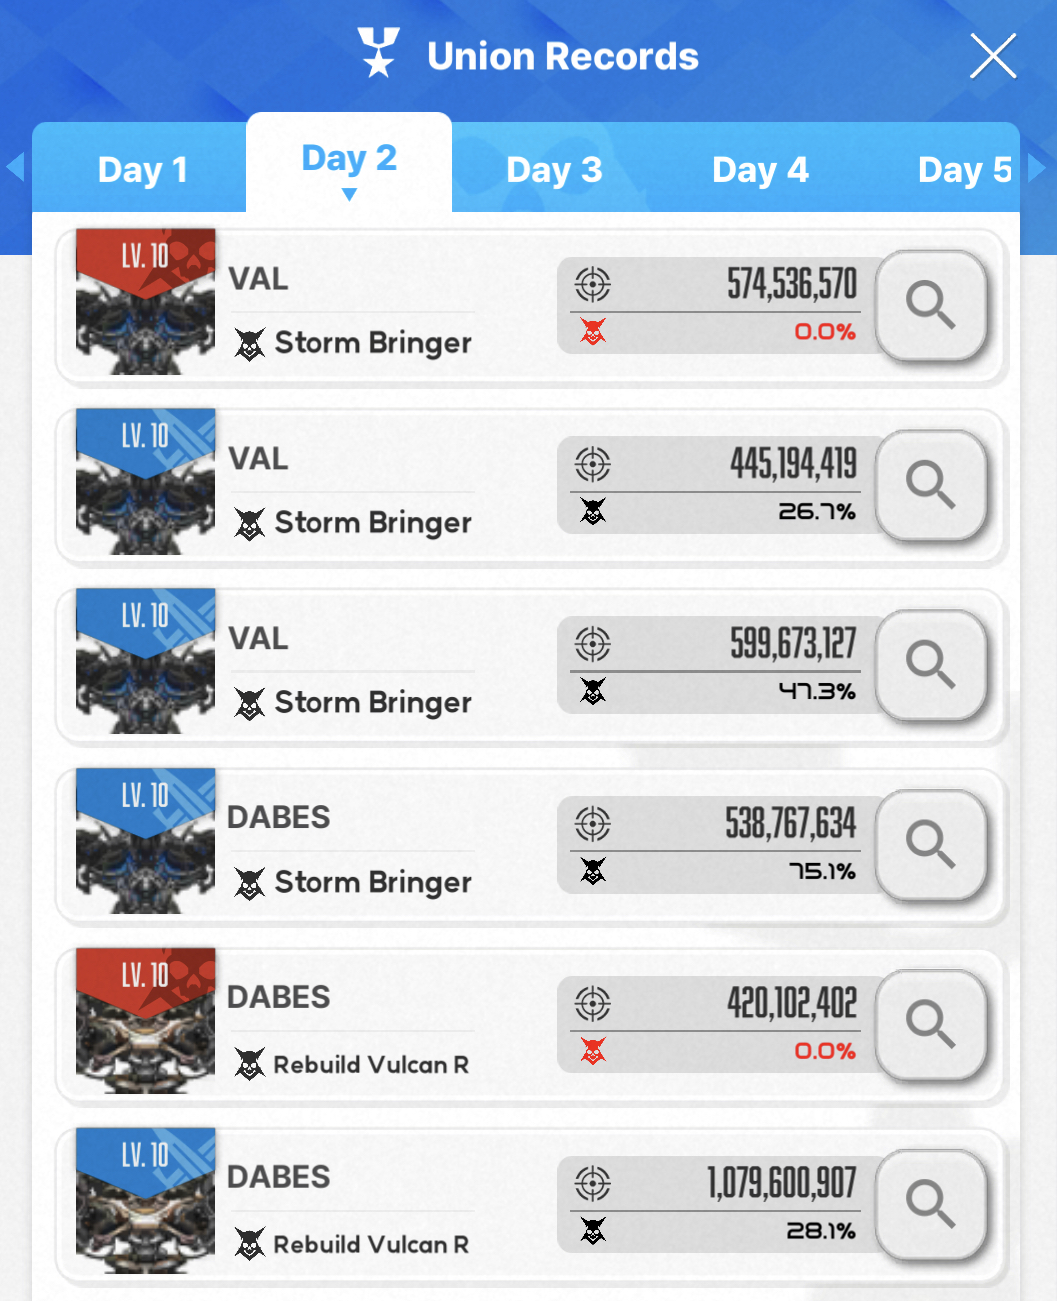 Union Records
Day 1
Day 2
Day 3
Day 4
Day 5
LV. 10
VAL
Storm Bringer
574,536,570
0.0%
LV. 10
VAL
Storm Bringer
445,194,419
26.7%
LV. 10
VAL
Storm Bringer
599,673,127
47.3%
LV. 10
DABES
Storm Bringer
538,767,634
75.1%
LV. 10
DABES
Rebuild Vulcan R
420,102,402
0.0%
LV. 10
DABES
Rebuild Vulcan R
1,079,600,907
28.1%